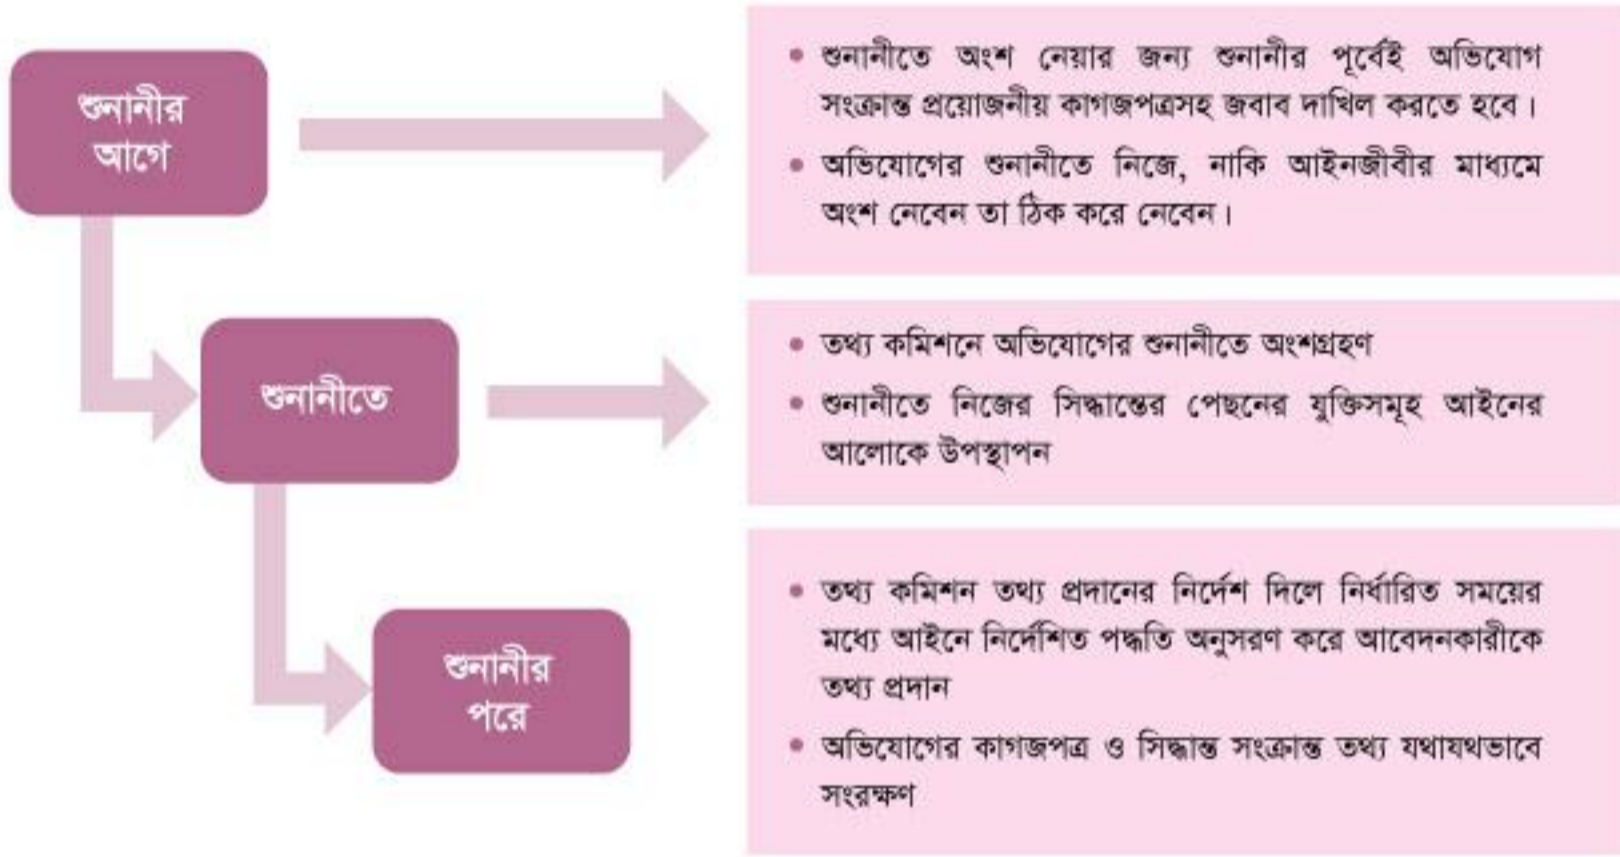 শুনানীর
আগে
শুনানীতে অংশ নেয়ার জন্য শুনানীর পূর্বেই অভিযোগ
সংক্রান্ত প্রয়োজনীয় কাগজপত্রসহ জবাব দাখিল করতে হবে।
অভিযোগের শুনানীতে নিজে, নাকি আইনজীবীর মাধ্যমে
অংশ নেবেন তা ঠিক করে নেবেন।
শুনানীতে
তথ্য কমিশনে অভিযোগের শুনানীতে অংশগ্রহণ
শুনানীতে নিজের সিদ্ধান্তের পেছনের যুক্তিসমূহ আইনের
আলোকে উপস্থাপন
শুনানীর
পরে
তথ্য কমিশন তথ্য প্রদানের নির্দেশ দিলে নির্ধারিত সময়ের
মধ্যে আইনে নির্দেশিত পদ্ধতি অনুসরণ করে আবেদনকারীকে
তথ্য প্রদান
অভিযোগের কাগজপত্র ও সিদ্ধান্ত সংক্রান্ত তথ্য যথাযথভাবে
সংরক্ষণ